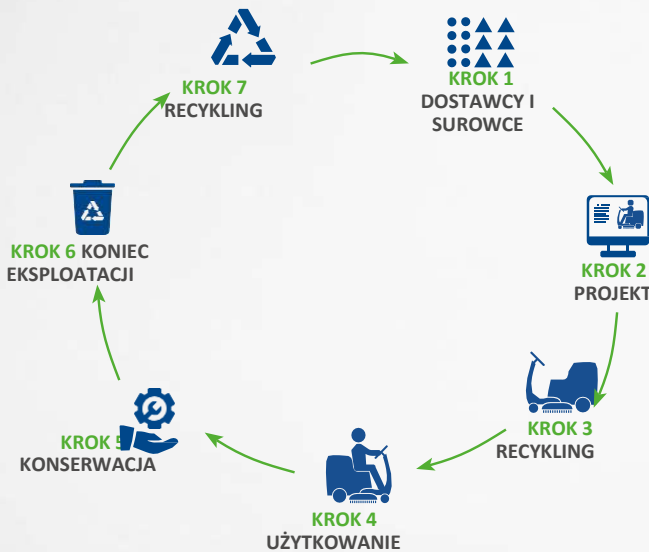 KROK 1
DOSTAWCY I
SUROWCE
KROK 2
PROJEKT
KROK 3
RECYKLING
KROK 4
UŻYTKOWANIE
KROK 5
KONSERWACJA
KROK 6 KONIEC
EKSPLOATACJI
KROK 7
RECYKLING